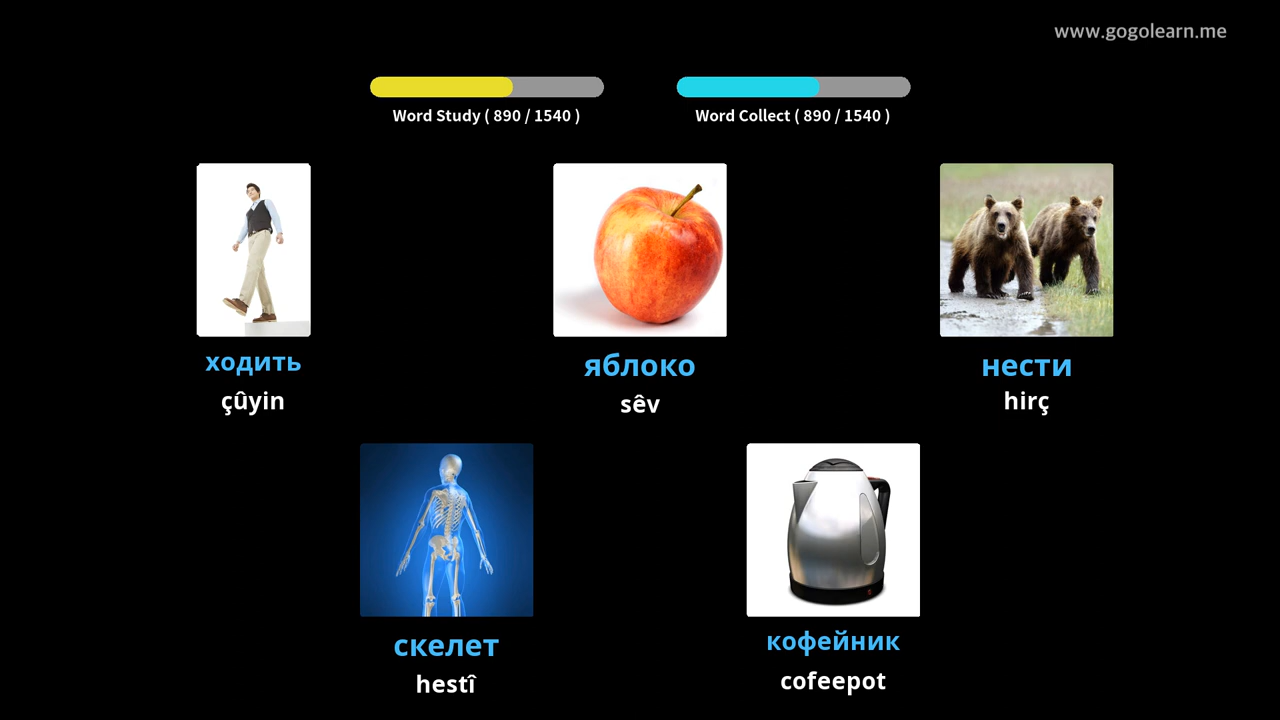 www.gogolearn.me
Word Study ( 890 / 1540 )
Word Collect ( 890 / 1540 )
ходить
çûyin
яблоко
sêv
нести
hirç
скелет
hestî
кофейник
cofeepot